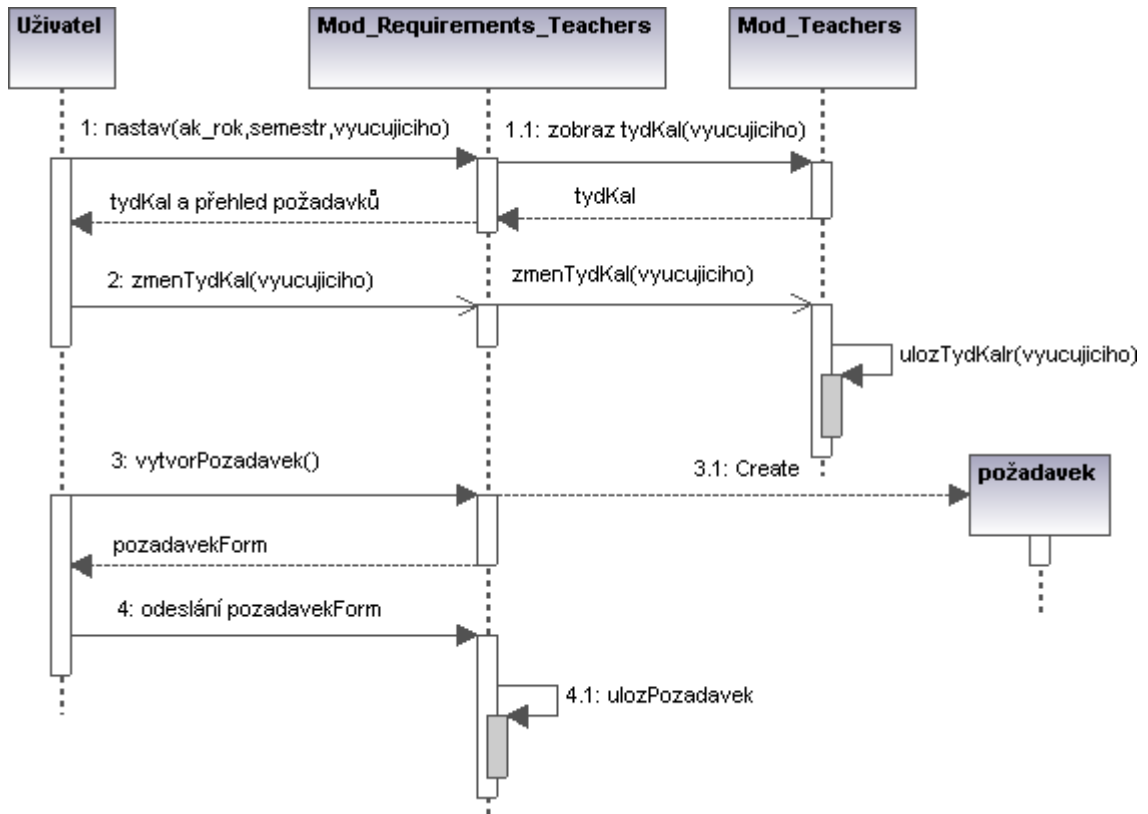 Uživatel
Mod_Requirements_Teachers
Mod_Teachers
1: nastav(ak_rok,semestr,vyucujiciho)
1.1: zobraz tydKal(vyucujiciho)
tydKal a přehled požadavků
tydKal
2: zmenTydKal(vyucujiciho)
zmenTydKal(vyucujiciho)
ulozTydKalr(vyucujiciho)
3: vytvorPozadavek()
3.1: Create
požadavek
pozadavekForm
4: odeslání pozadavekForm
4.1: ulozPozadavek